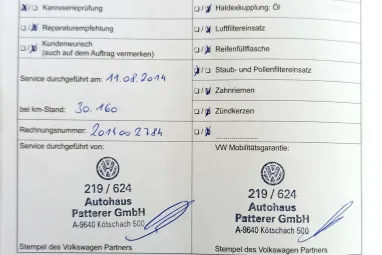 Karosserieprüfung
Haldexkupplung: Öl
Reparaturempfehlung
Luftfiltereinsatz
Kundenwunsch
(auch auf dem Auftrag vermerken)
Reifenfüllflasche
Service durchgeführt am: 11.08.2014
Staub- und Pollenfiltereinsatz
Zahnriemen
bei km-Stand: 30.160
Zündkerzen
Rechnungsnummer: 201400 2784
Service durchgeführt von:
VW Mobilitätsgarantie:
219 / 624
Autohaus
Patterer GmbH
A-9640 Kötschach 500
219 / 624
Autohaus
Patterer GmbH
A-9640 Kötschach 500
Stempel des Volkswagen Partners
Stempel des Volkswagen Partners